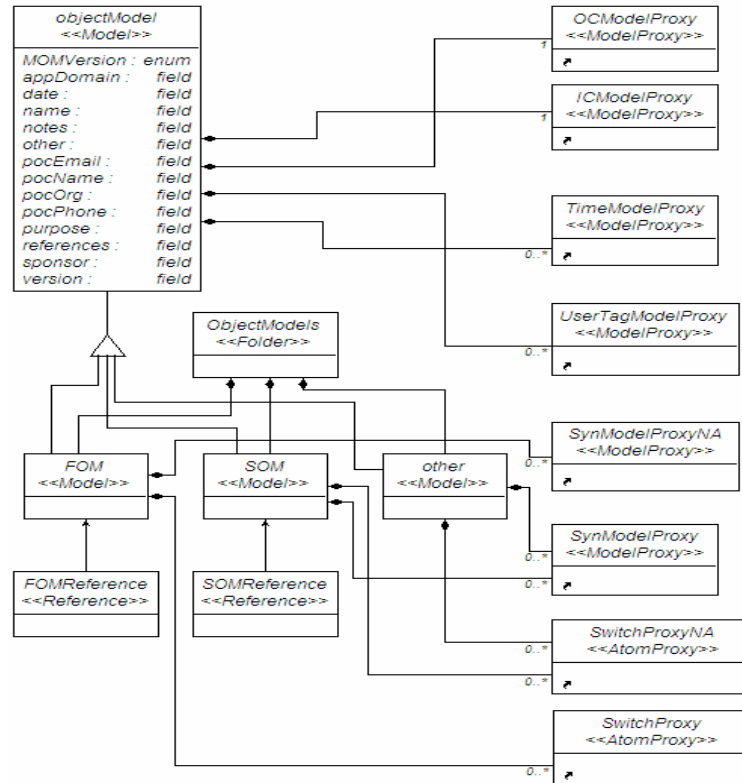 objectModel
<<Model>>
MOMVersion : enum
appDomain : field
date : field
name : field
notes : field
other : field
pocEmail : field
pocName : field
pocOrg : field
pocPhone : field
purpose : field
references : field
sponsor : field
version : field
OCModelProxy
<<ModelProxy>>
1
ICModelProxy
<<ModelProxy>>
1
TimeModelProxy
<<ModelProxy>>
0..*
UserTagModelProxy
<<ModelProxy>>
0..*
ObjectModels
<<Folder>>
FOM
<<Model>>
SOM
<<Model>>
other
<<Model>>
SynModelProxyNA
<<ModelProxy>>
0..*
SynModelProxy
<<ModelProxy>>
0..*
0..*
FOMReference
<<Reference>>
SOMReference
<<Reference>>
SwitchProxyNA
<<AtomProxy>>
0..*
0..*
SwitchProxy
<<AtomProxy>>
0..*